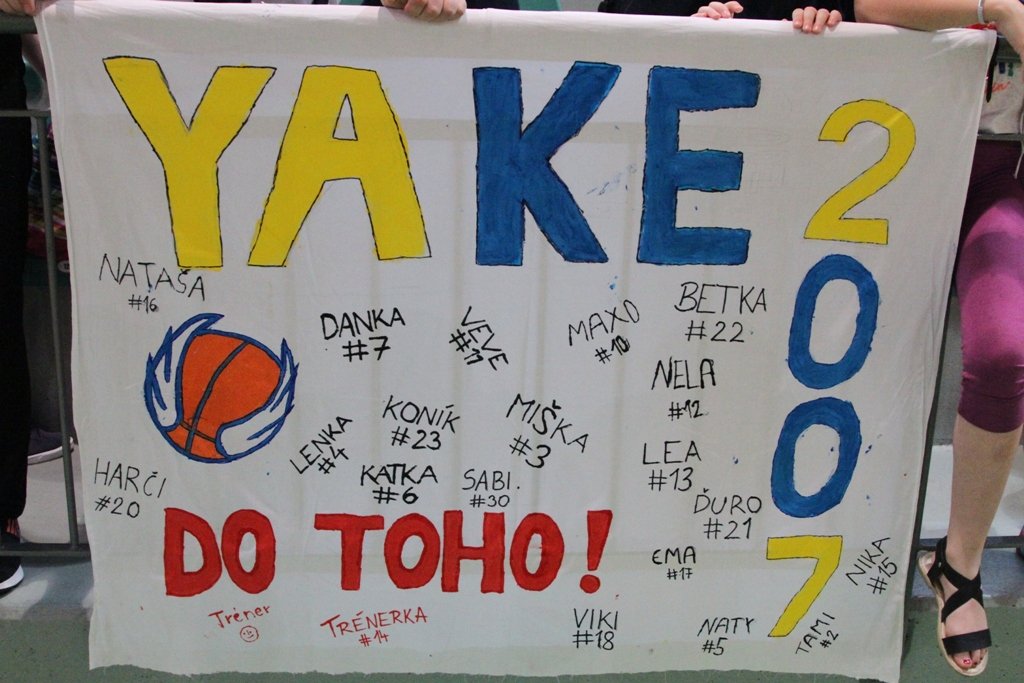 YAKE
2007
NATAŠA
#16
DANKA
#7
VEVE
#11
MAXO
#10
BETKA
#22
NELA
#12
KONÍK
#23
MIŠKA
#3
LENKA
#4
LEA
#13
HARČI
#20
KATKA
#6
SABI.
#30
ĎURO
#21
DO TOHO!
EMA
#17
NIKA
#15
Tréner
TRÉNERKA
#14
VIKI
#18
NATY
#5
TAMI
#2